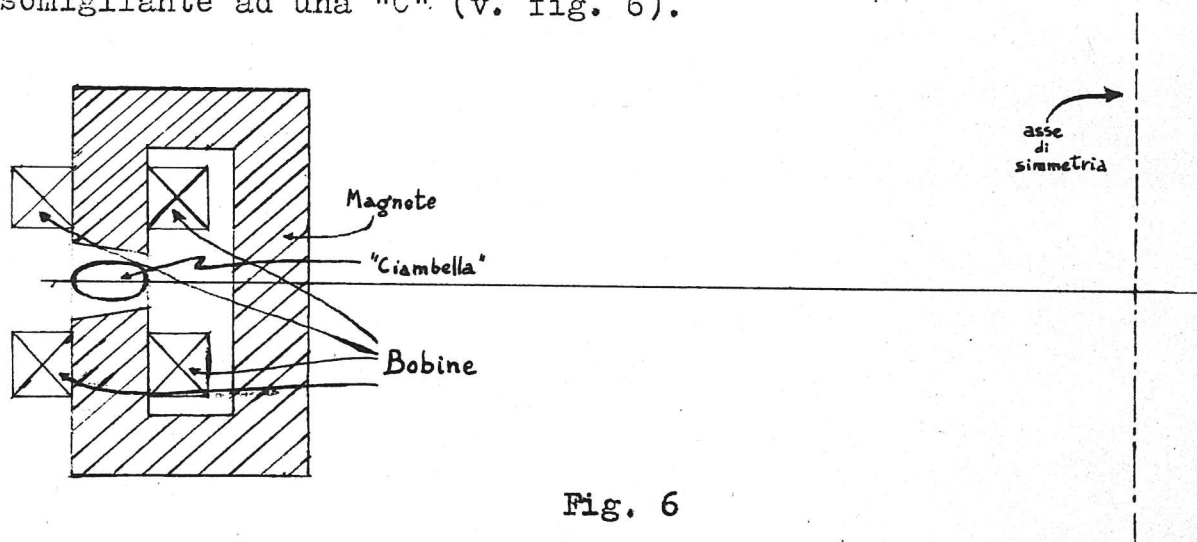 somigliante ad una "C" (v. fig. 6).
asse
di
simmetria
Magnete
"Ciambella"
Bobine
Fig. 6